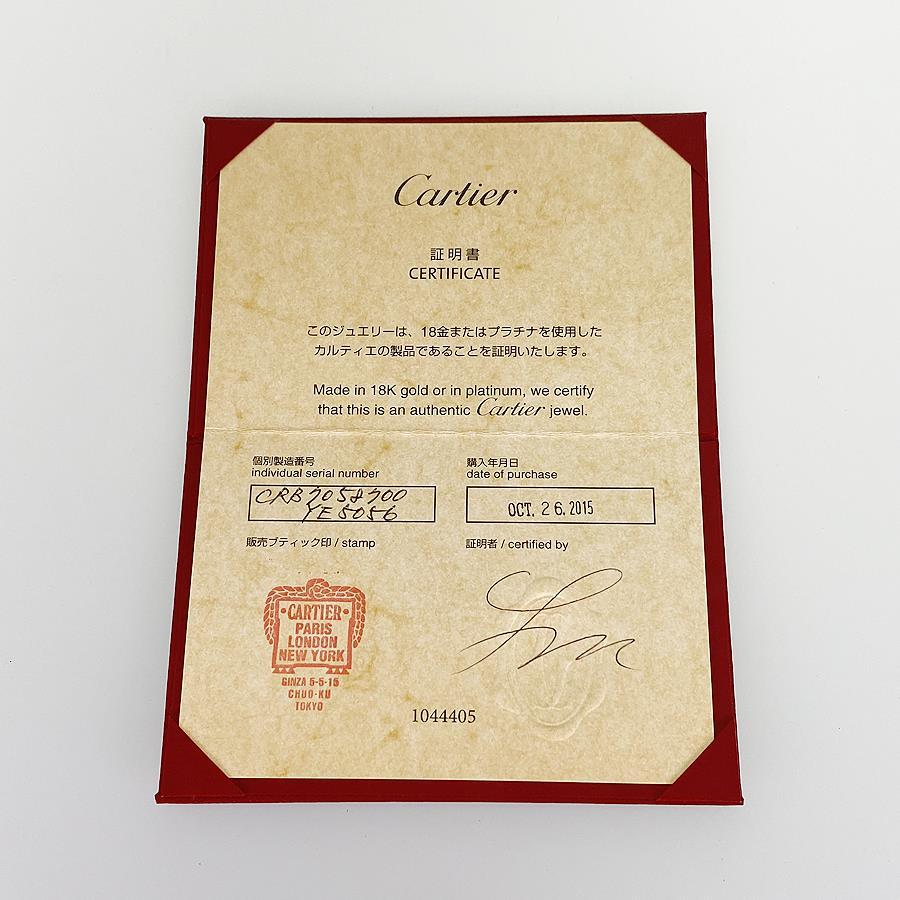 Cartier
証明書
CERTIFICATE
このジュエリーは、18金またはプラチナを使用した
カルティエの製品であることを証明いたします。
Made in 18K gold or in platinum, we certify
that this is an authentic Cartier jewel.
個別製造番号
individual serial number
CRB7058700
YE5056
購入年月日
date of purchase
OCT. 26.2015
販売ブティック印 / stamp
証明者 / certified by
CARTIER
PARIS
LONDON
NEW YORK
GINZA 5-5-15
CHUO-KU
TOKYO
1044405